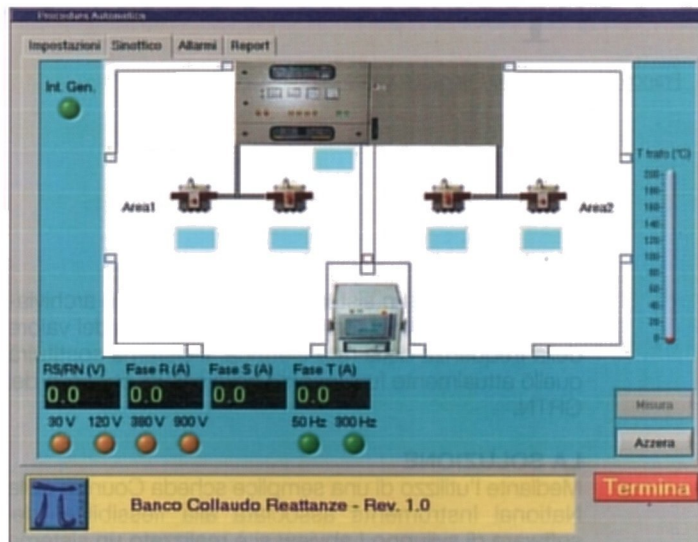 Procedura Automatica
Impostazioni Sinottico Allarmi Report
Int. Gen.
T trafo (°C)
200
180
160
140
120
100
80
60
40
20
0
Area1
Area2
RS/RN (V) Fase R (A) Fase S (A) Fase T (A)
0.0 0.0 0.0 0.0
30 V 120 V 380 V 900 V 50 Hz 300 Hz
Misura
Azzera
Termina
Banco Collaudo Reattanze - Rev. 1.0